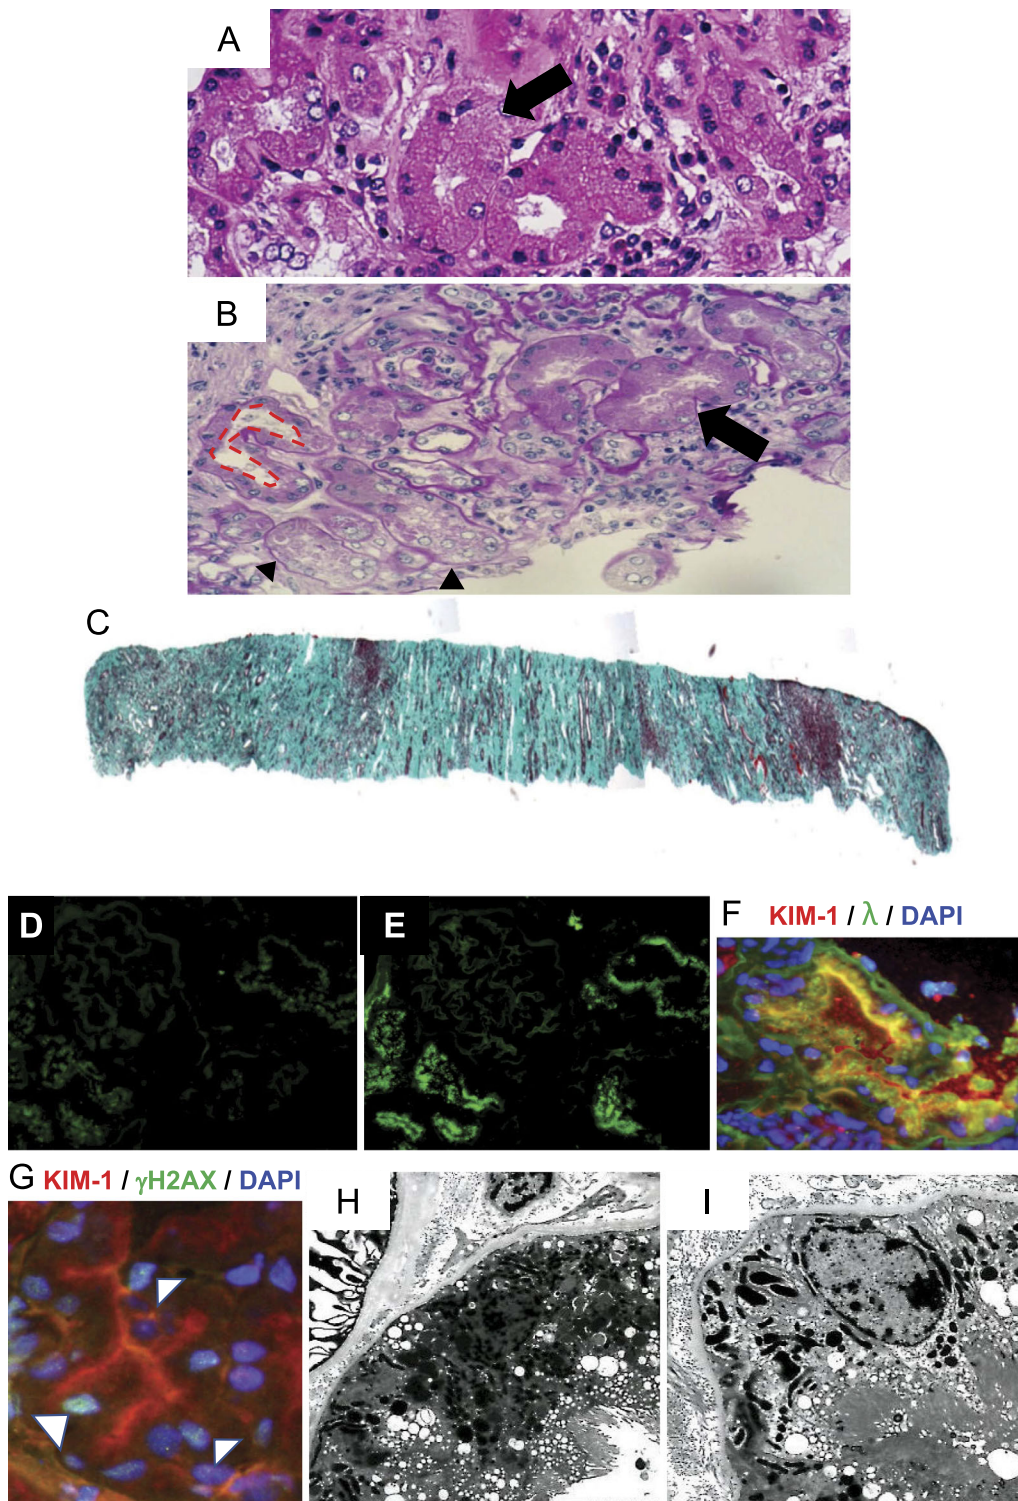 A
B
C
D
E
F KIM-1 / λ / DAPI
G KIM-1 / γH2AX / DAPI
H
I